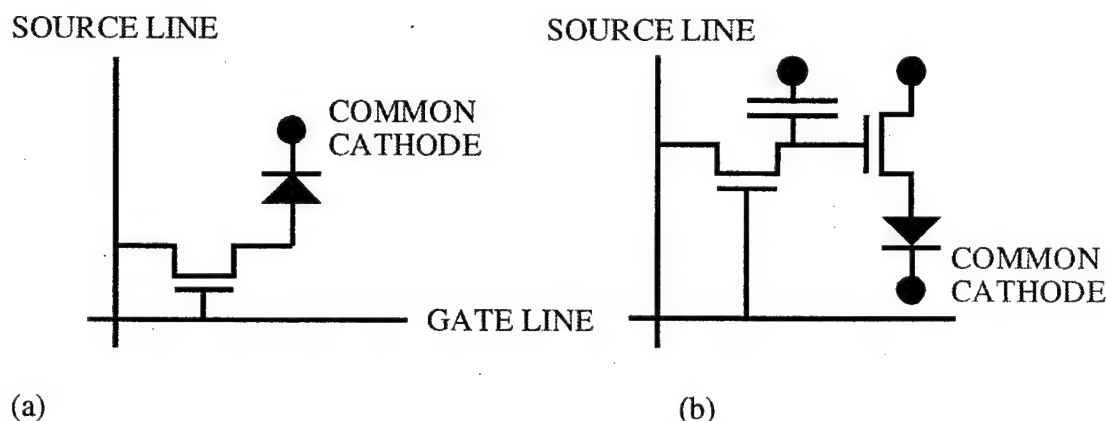 SOURCE LINE
COMMON
CATHODE
GATE LINE
(a)
SOURCE LINE
COMMON
CATHODE
(b)